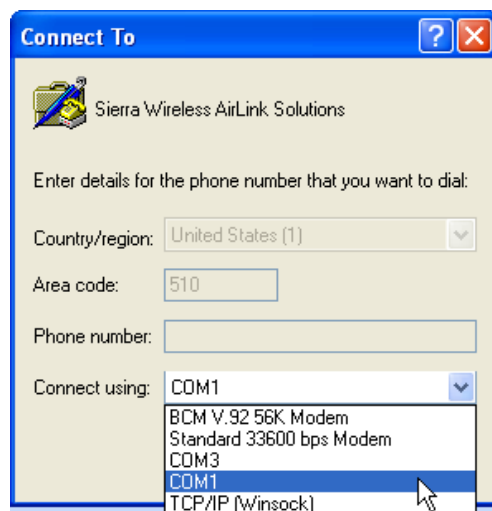 Connect To
Sierra Wireless AirLink Solutions
Enter details for the phone number that you want to dial:
Country/region: United States (1)
Area code: 510
Phone number:
Connect using: COM1
BCM V.92 56K Modem
Standard 33600 bps Modem
COM3
COM1
TCP/IP (Winsock)